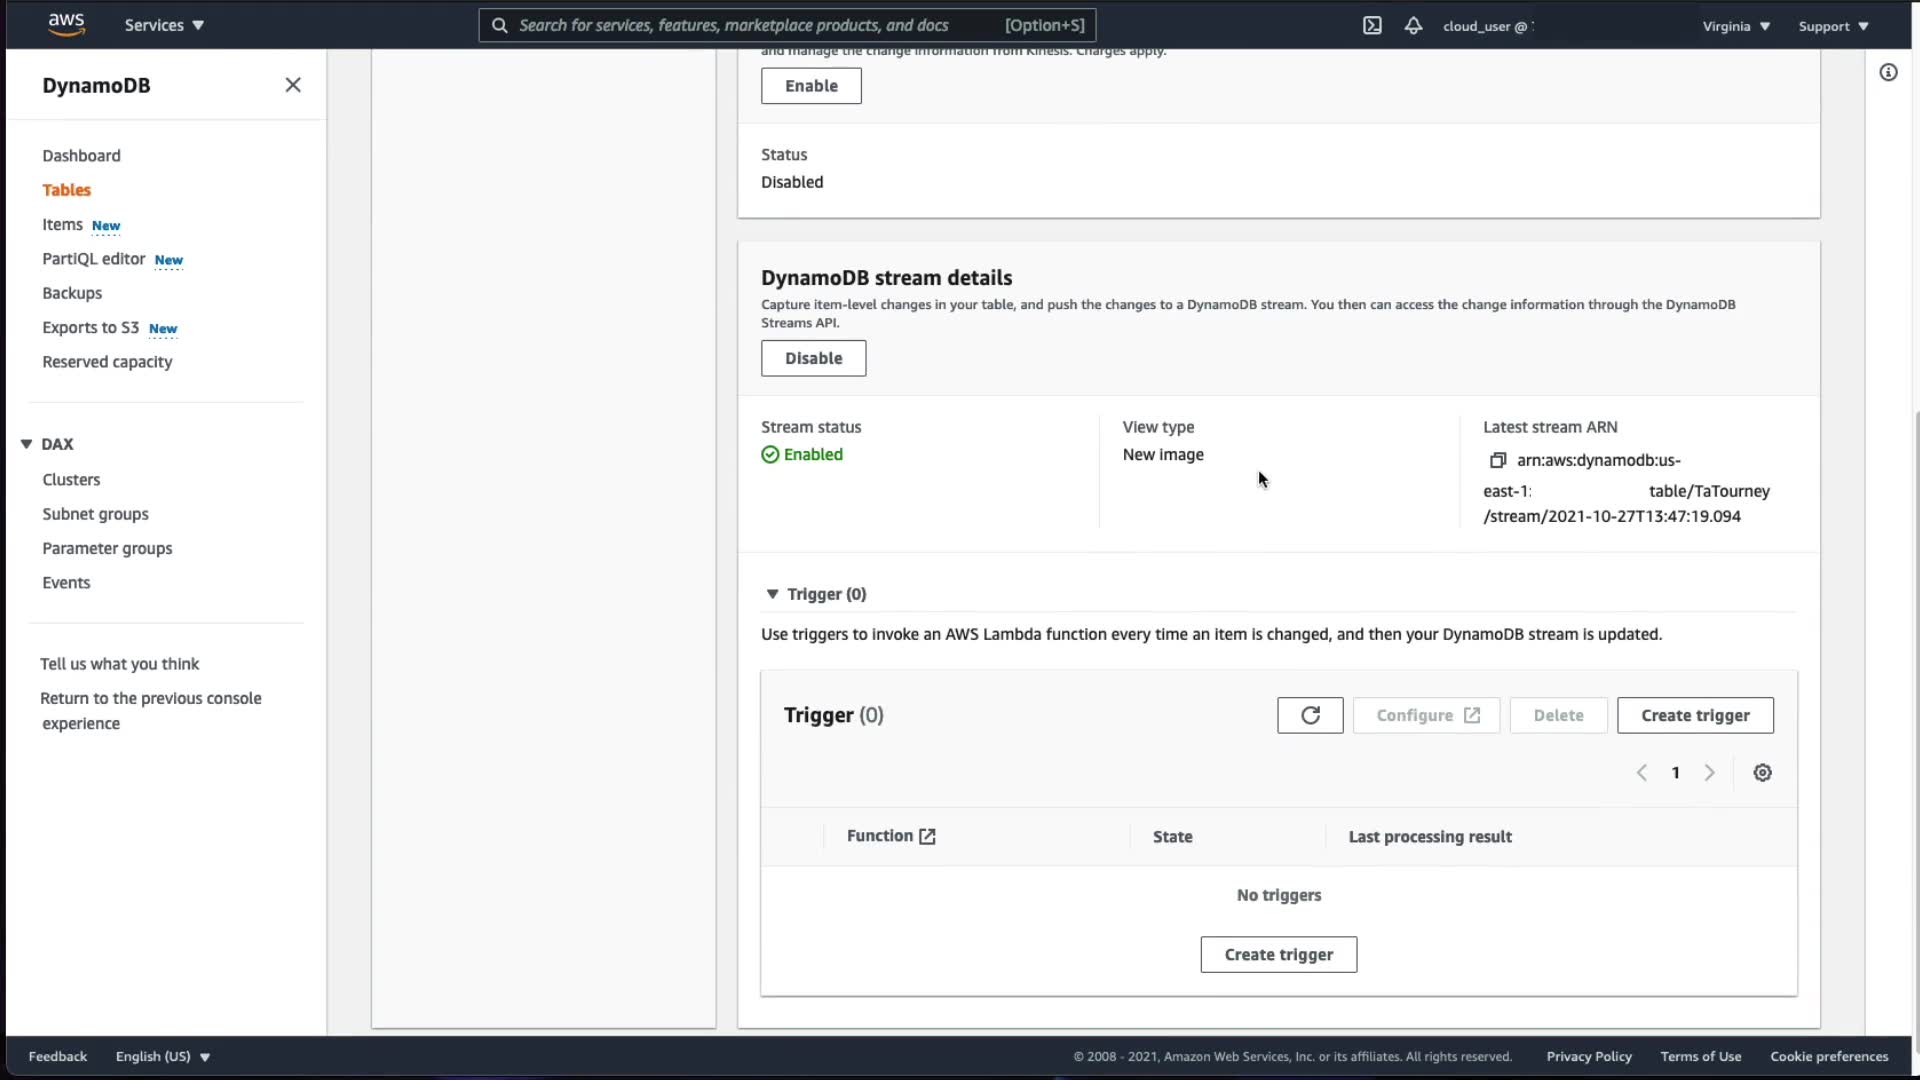 aws
Services
Search for services, features, marketplace products, and docs [Option+S]
cloud_user @
Virginia
Support
DynamoDB
Dashboard
Tables
Items New
PartiQL editor New
Backups
Exports to S3 New
Reserved capacity
DAX
Clusters
Subnet groups
Parameter groups
Events
Tell us what you think
Return to the previous console
experience
and manage the change information from Kinesis. Charges apply.
Enable
Status
Disabled
DynamoDB stream details
Capture item-level changes in your table, and push the changes to a DynamoDB stream. You then can access the change information through the DynamoDB
Streams API.
Disable
Stream status
Enabled
View type
New image
Latest stream ARN
arn:aws:dynamodb:us-
east-1: table/TaTourney
/stream/2021-10-27T13:47:19.094
Trigger (0)
Use triggers to invoke an AWS Lambda function every time an item is changed, and then your DynamoDB stream is updated.
Trigger (0)
Configure
Delete
Create trigger
1
Function
State
Last processing result
No triggers
Create trigger
Feedback
English (US)
© 2008 - 2021, Amazon Web Services, Inc. or its affiliates. All rights reserved.
Privacy Policy
Terms of Use
Cookie preferences